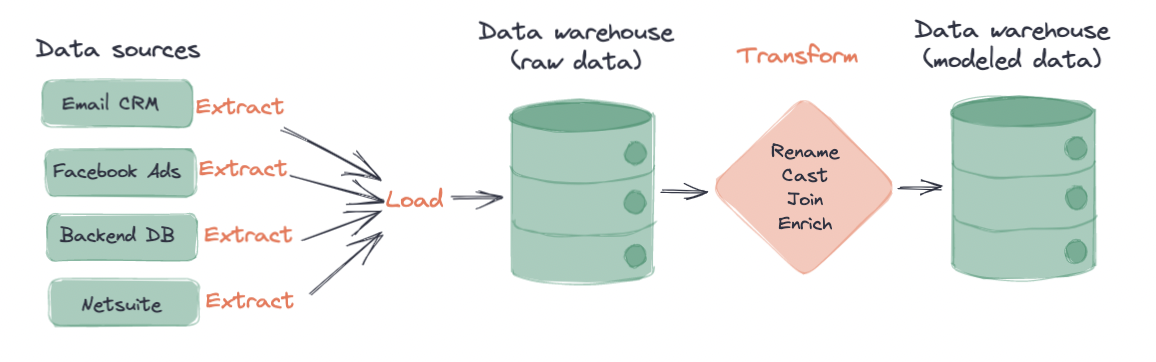 Data sources
Email CRM
Extract
Facebook Ads
Extract
Backend DB
Extract
Netsuite
Extract
Load
Data warehouse
(raw data)
Transform
Rename
Cast
Join
Enrich
Data warehouse
(modeled data)